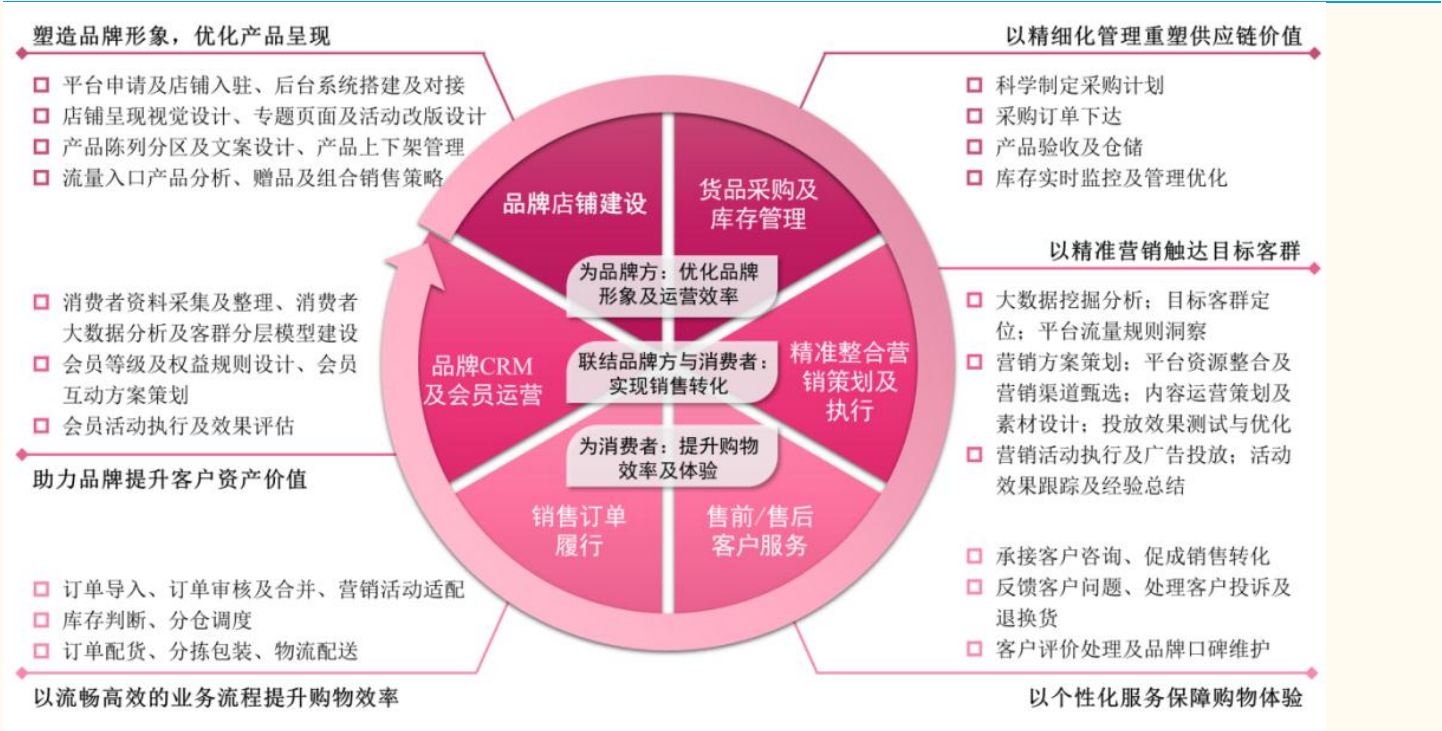 塑造品牌形象，优化产品呈现
平台申请及店铺入驻、后台系统搭建及对接
店铺呈现视觉设计、专题页面及活动改版设计
产品陈列分区及文案设计、产品上下架管理
流量入口产品分析、赠品及组合销售策略
以精细化管理重塑供应链价值
科学制定采购计划
采购订单下达
产品验收及仓储
库存实时监控及管理优化
品牌店铺建设
货品采购及
库存管理
为品牌方：优化品牌
形象及运营效率
以精准营销触达目标客群
大数据挖掘分析；目标客群定
位；平台流量规则洞察
营销方案策划；平台资源整合及
营销渠道甄选；内容运营策划及
素材设计；投放效果测试与优化
营销活动执行及广告投放；活动
效果跟踪及经验总结
消费者资料采集及整理、消费者
大数据分析及客群分层模型建设
会员等级及权益规则设计、会员
互动方案策划
会员活动执行及效果评估
助力品牌提升客户资产价值
品牌CRM
及会员运营
联结品牌方与消费者：
实现销售转化
精准整合营
销策划及
执行
为消费者：提升购物
效率及体验
销售订单
履行
售前/售后
客户服务
订单导入、订单审核及合并、营销活动适配
库存判断、分仓调度
订单配货、分拣包装、物流配送
以流畅高效的业务流程提升购物效率
承接客户咨询、促成销售转化
反馈客户问题、处理客户投诉及
退换货
客户评价处理及品牌口碑维护
以个性化服务保障购物体验